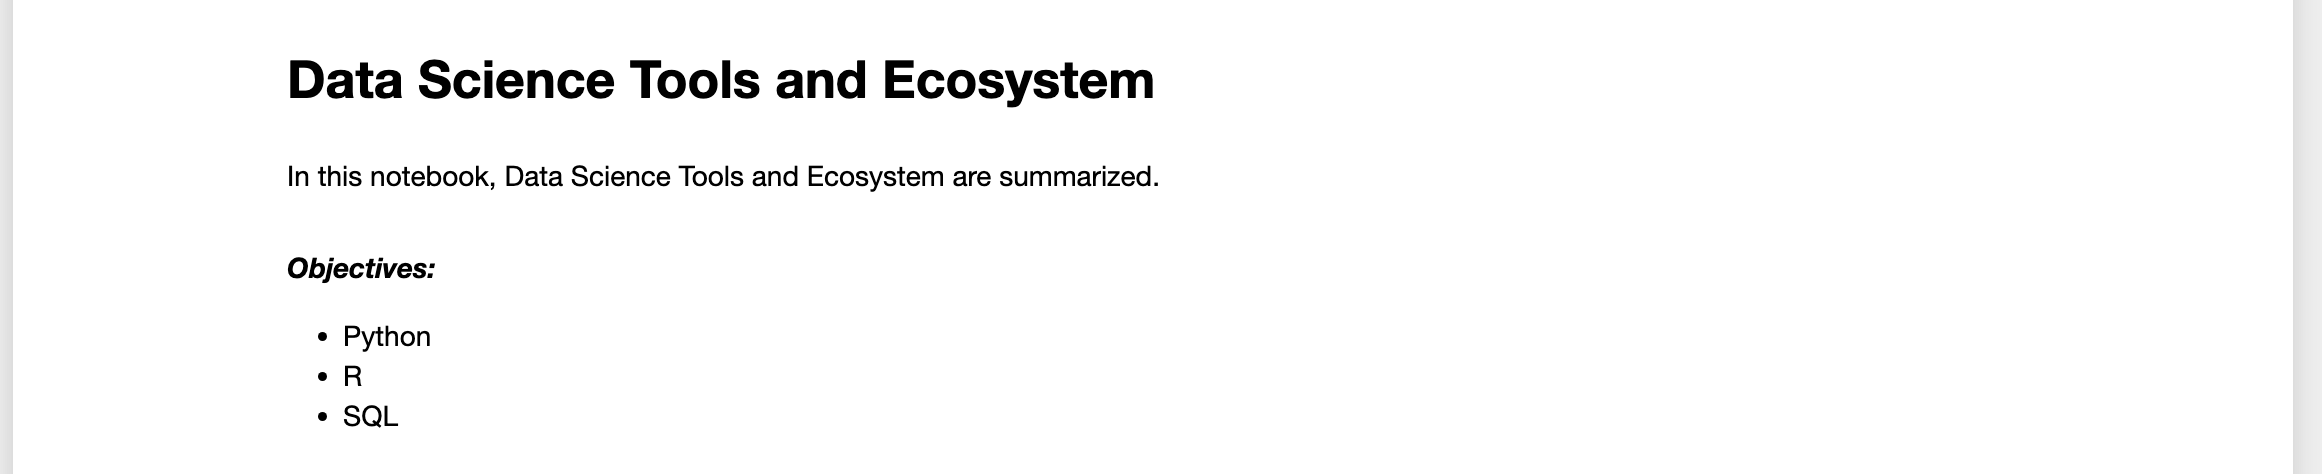 Data Science Tools and Ecosystem
In this notebook, Data Science Tools and Ecosystem are summarized.
Objectives:
• Python
• R
• SQL